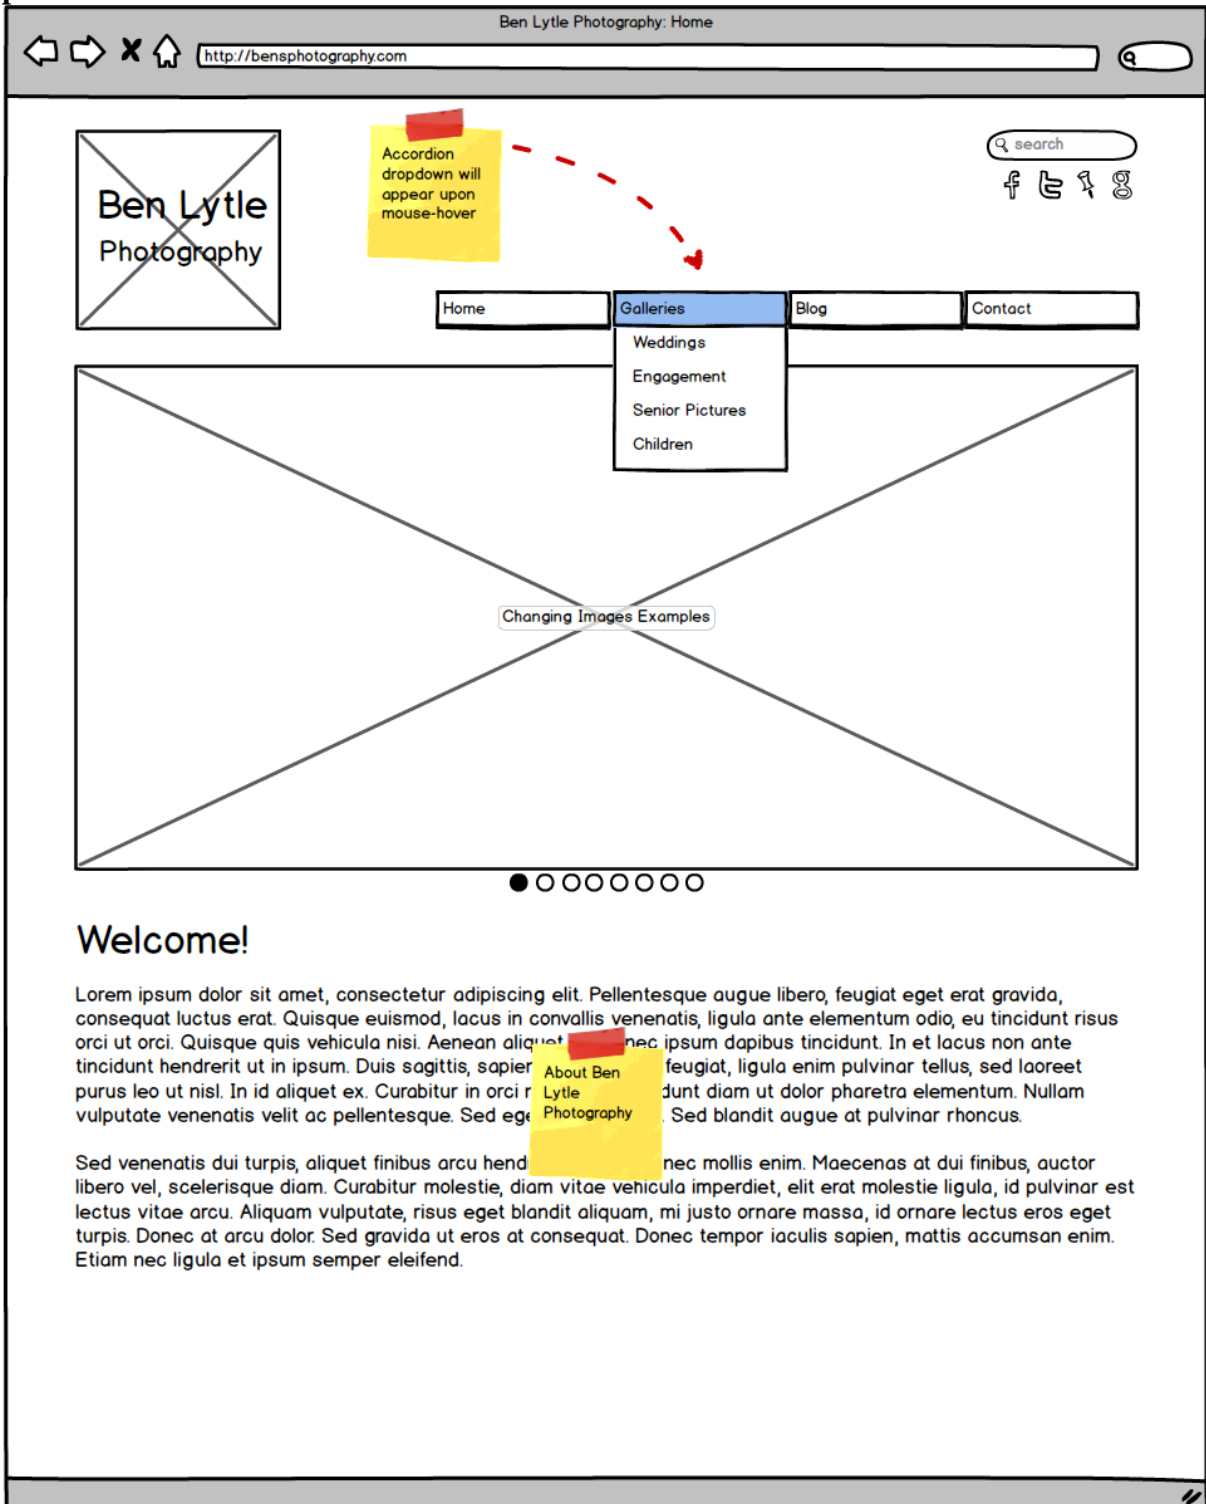 Ben Lytle Photography: Home
http://bensphotography.com
Accordion
dropdown will
appear upon
mouse-hover
search
Ben Lytle
Photography
Home
Galleries
Blog
Contact
Weddings
Engagement
Senior Pictures
Children
Changing Images Examples
Welcome!
Lorem ipsum dolor sit amet, consectetur adipiscing elit. Pellentesque augue libero, feugiat eget erat gravida,
consequat luctus erat. Quisque euismod, lacus in convallis venenatis, ligula ante elementum odio, eu tincidunt risus
orci ut orci. Quisque quis vehicula nisi. Aenean aliquet nec ipsum dapibus tincidunt. In et lacus non ante
tincidunt hendrerit ut in ipsum. Duis sagittis, sapien feugiat, ligula enim pulvinar tellus, sed laoreet
purus leo ut nisl. In id aliquet ex. Curabitur in orci diam ut dolor pharetra elementum. Nullam
vulputate venenatis velit ac pellentesque. Sed Sed blandit augue at pulvinar rhoncus.
About Ben
Lytle
Photography
Sed venenatis dui turpis, aliquet finibus arcu nec mollis enim. Maecenas at dui finibus, auctor
libero vel, scelerisque diam. Curabitur molestie, diam vitae vehicula imperdiet, elit erat molestie ligula, id pulvinar est
lectus vitae arcu. Aliquam vulputate, risus eget blandit aliquam, mi justo ornare massa, id ornare lectus eros eget
turpis. Donec at arcu dolor. Sed gravida ut eros at consequat. Donec tempor iaculis sapien, mattis accumsan enim.
Etiam nec ligula et ipsum semper eleifend.